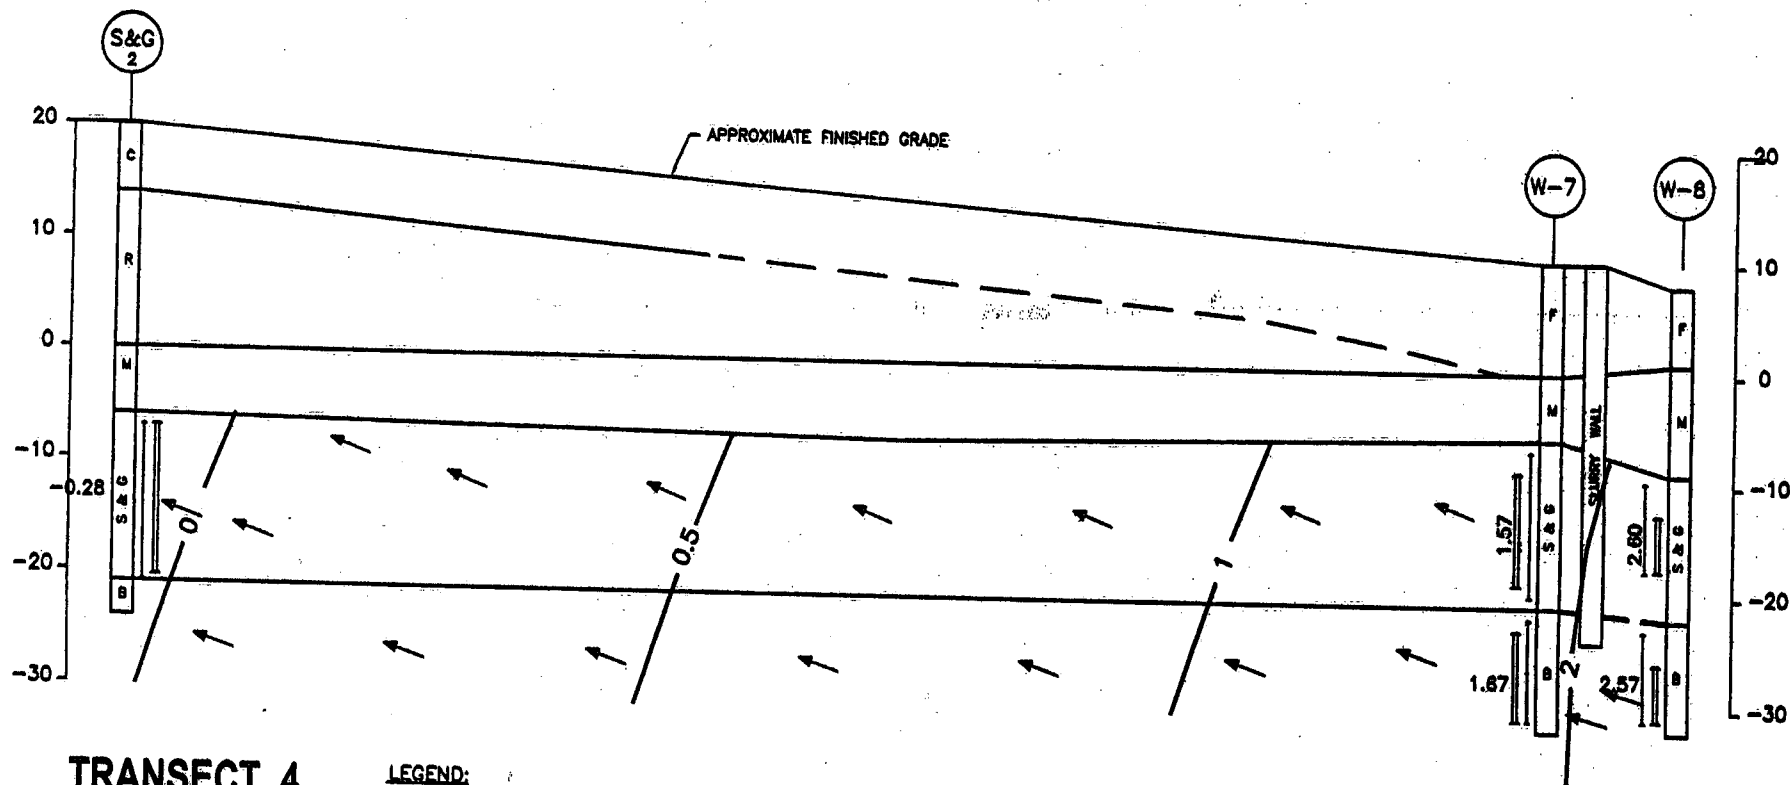 S&G
2
20
APPROXIMATE FINISHED GRADE
20
W-7
W-8
C
10
R
10
F
F
0
M
0
M
M
SLURRY WALL
-10
-0.28
S & G
-10
0
0.5
1
1.57
S & G
2.60
S & G
-20
B
-20
-30
1.67
B
2
2.57
B
-30
TRANSECT 4
LEGEND: